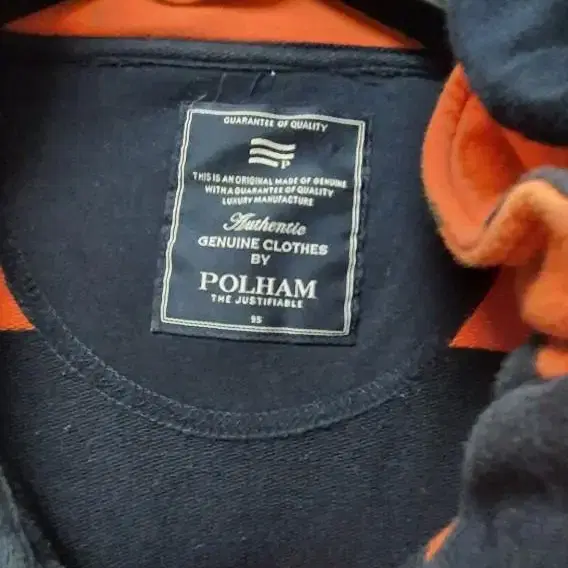 GUARANTEE OF QUALITY
P
THIS IS AN ORIGINAL MADE OF GENUINE
WITH A GUARANTEE OF QUALITY
LUXURY MANUFACTURE
Authentic
GENUINE CLOTHES
BY
POLHAM
THE JUSTIFIABLE
95